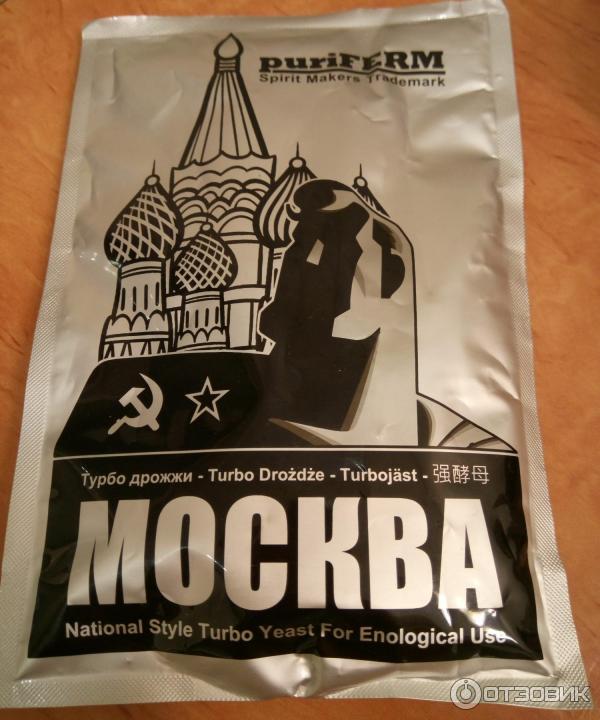 puriFERM
Spirit Makers Trademark
Турбо дрожжи - Turbo Drożdże - Turbojäst - 强酵母
МОСКВА
National Style Turbo Yeast For Enological Use
ОТЗОВИК